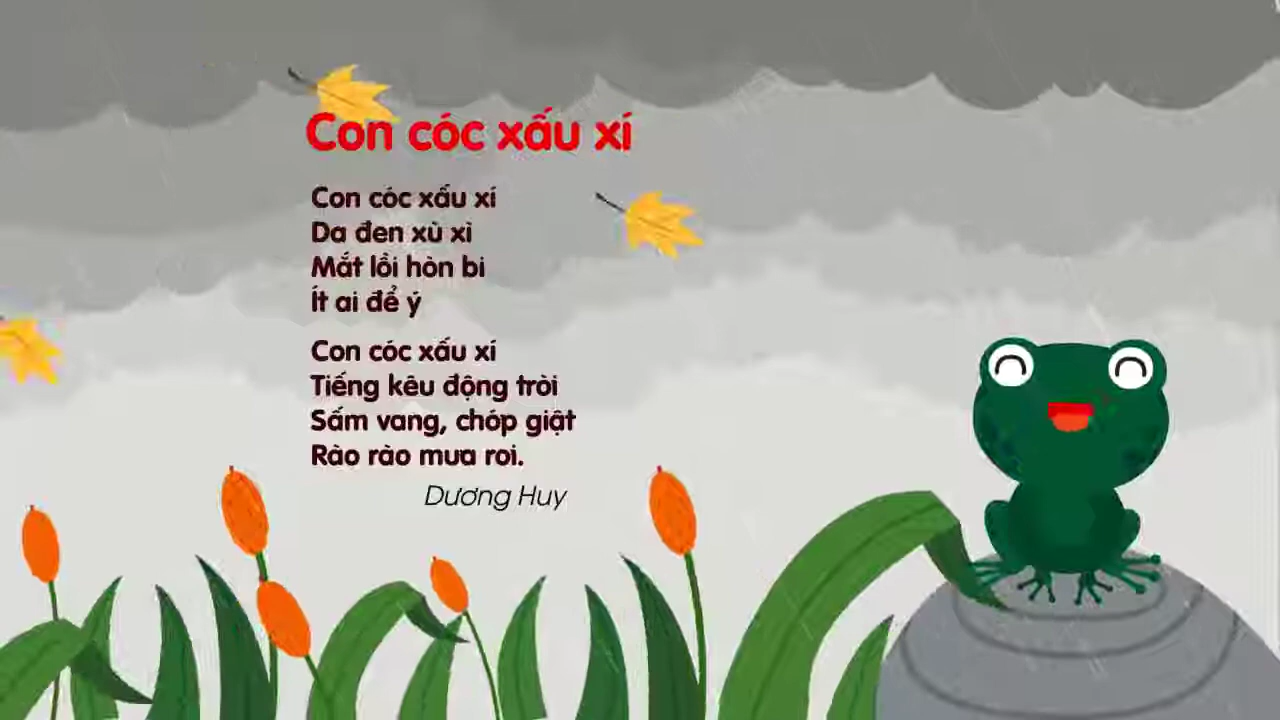 Con cóc xấu xí
Con cóc xấu xí
Da đen xù xì
Mắt lồi hòn bi
Ít ai để ý
Con cóc xấu xí
Tiếng kêu động trời
Sấm vang, chớp giật
Rào rào mưa rơi.
Dương Huy